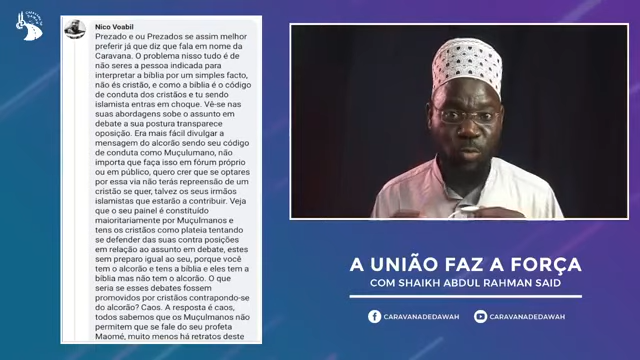 Nico Voabil
Prezado e ou Prezados se assim melhor
preferir já que diz que fala em nome da
Caravana. O problema nisso tudo é de
não seres a pessoa indicada para
interpretar a bíblia por um simples facto,
não és cristão, e como a bíblia é o código
de conduta dos cristãos e tu sendo
islamista entras em choque. Vê-se nas
suas abordagens sobe o assunto em
debate a sua postura transparece
oposição. Era mais fácil divulgar a
mensagem do alcorão sendo seu código
de conduta como Muçulumano, não
importa que faça isso em fórum próprio
ou em público, quero crer que se optares
por essa via não terás repreensão de um
cristão se quer, talvez os seus irmãos
islamistas que estarão a contribuir. Veja
que o seu painel é constituído
maioritariamente por Muçulmanos e
tens os cristãos como plateia tentando
se defender das suas contra posições
em relação ao assunto em debate, estes
sem preparo igual ao seu, porque você
tem o alcorão e tens a bíblia e eles tem a
bíblia mas não tem o alcorão. O que
seria se esses debates fossem
promovidos por cristãos contrapondo-se
do alcorão? Caos. A resposta é caos,
todos sabemos que os Muçulmanos não
permitem que se fale do seu profeta
Maomé, muito menos há retratos deste
A UNIÃO FAZ A FORÇA
COM SHAIKH ABDUL RAHMAN SAID
CARAVANADEDAWAH
CARAVANADEDAWAH